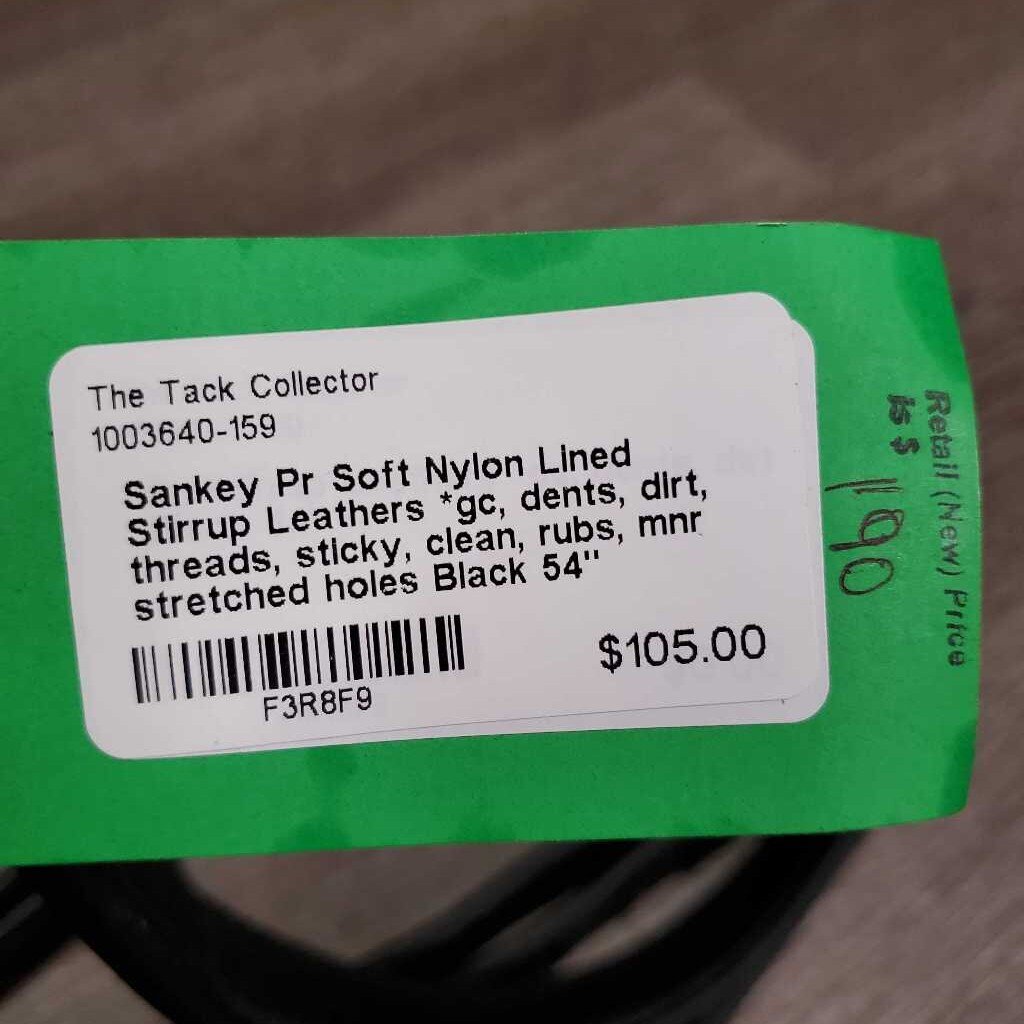 The Tack Collector
1003640-159
Sankey Pr Soft Nylon Lined
Stirrup Leathers *gc, dents, dirt,
threads, sticky, clean, rubs, mnr
stretched holes Black 54"
$105.00
F3R8F9
Retail (New) Price
is $
190